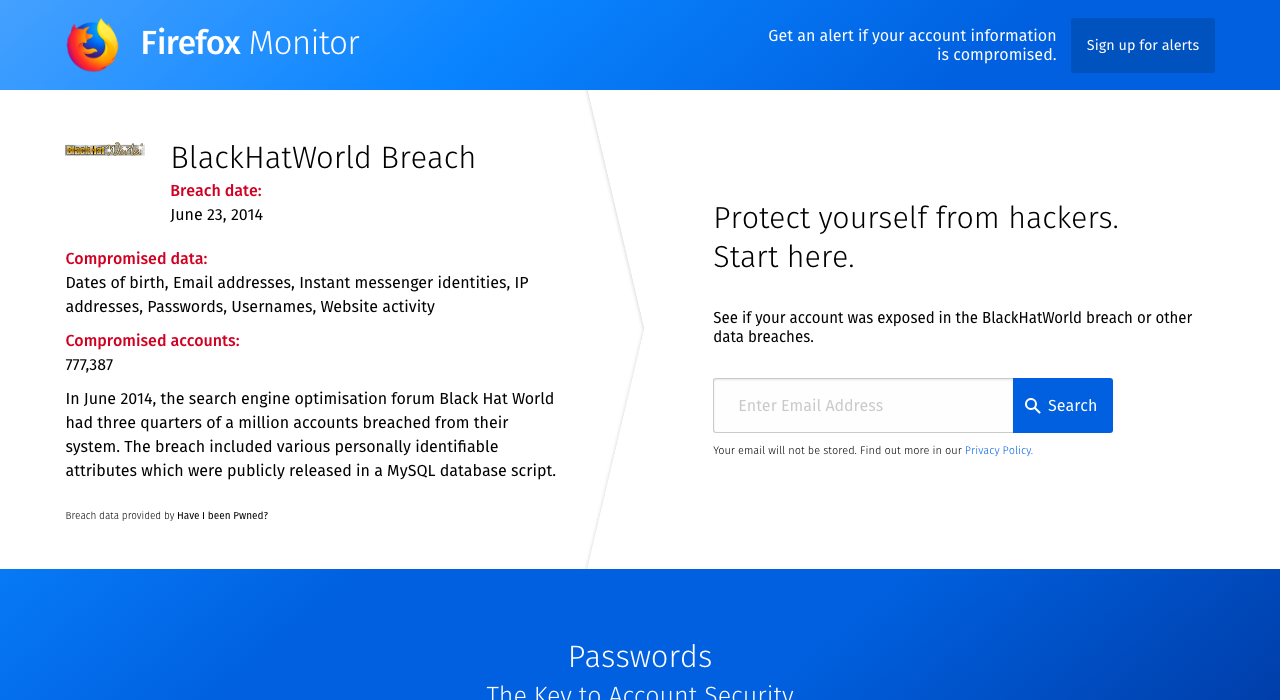 Firefox Monitor
Get an alert if your account information
is compromised.
Sign up for alerts
BlackHatWorld Breach
Breach date:
June 23, 2014
Compromised data:
Dates of birth, Email addresses, Instant messenger identities, IP
addresses, Passwords, Usernames, Website activity
Compromised accounts:
777,387
In June 2014, the search engine optimisation forum Black Hat World
had three quarters of a million accounts breached from their
system. The breach included various personally identifiable
attributes which were publicly released in a MySQL database script.
Breach data provided by Have I been Pwned?
Protect yourself from hackers.
Start here.
See if your account was exposed in the BlackHatWorld breach or other
data breaches.
Enter Email Address
Search
Your email will not be stored. Find out more in our Privacy Policy.
Passwords
The Key to Account Security